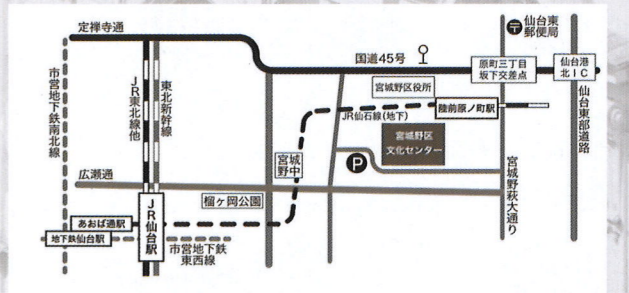 定禅寺通
仙台東
郵便局
国道45号
原町三丁目
坂下交差点
仙台港
北IC
市営地下鉄南北線
JR東北線他
東北新幹線
宮城野区役所
陸前原ノ町駅
JR仙石線(地下)
仙台東部道路
宮城野区
文化センター
P
宮城
野中
宮城野萩大通り
広瀬通
榴ヶ岡公園
あおば通駅
JR仙台駅
地下鉄仙台駅
市営地下鉄
東西線